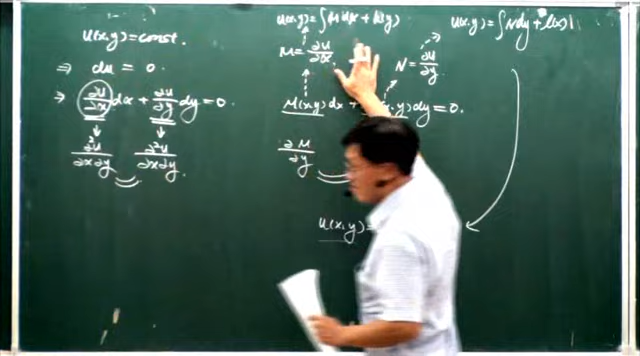 u(x,y)=const.
⇒ du = 0.
⇒ ∂u/∂x dx + ∂u/∂y dy = 0.
∂²u/∂x∂y ∂²u/∂x∂y.
u(x,y) = ∫M dx + k(y)
M = ∂u/∂x.
M(x,y)dx + ,y)dy = 0.
∂M/∂y
u(x,y) =
u(x,y) = ∫N dy + l(x)
N = ∂u/∂y.